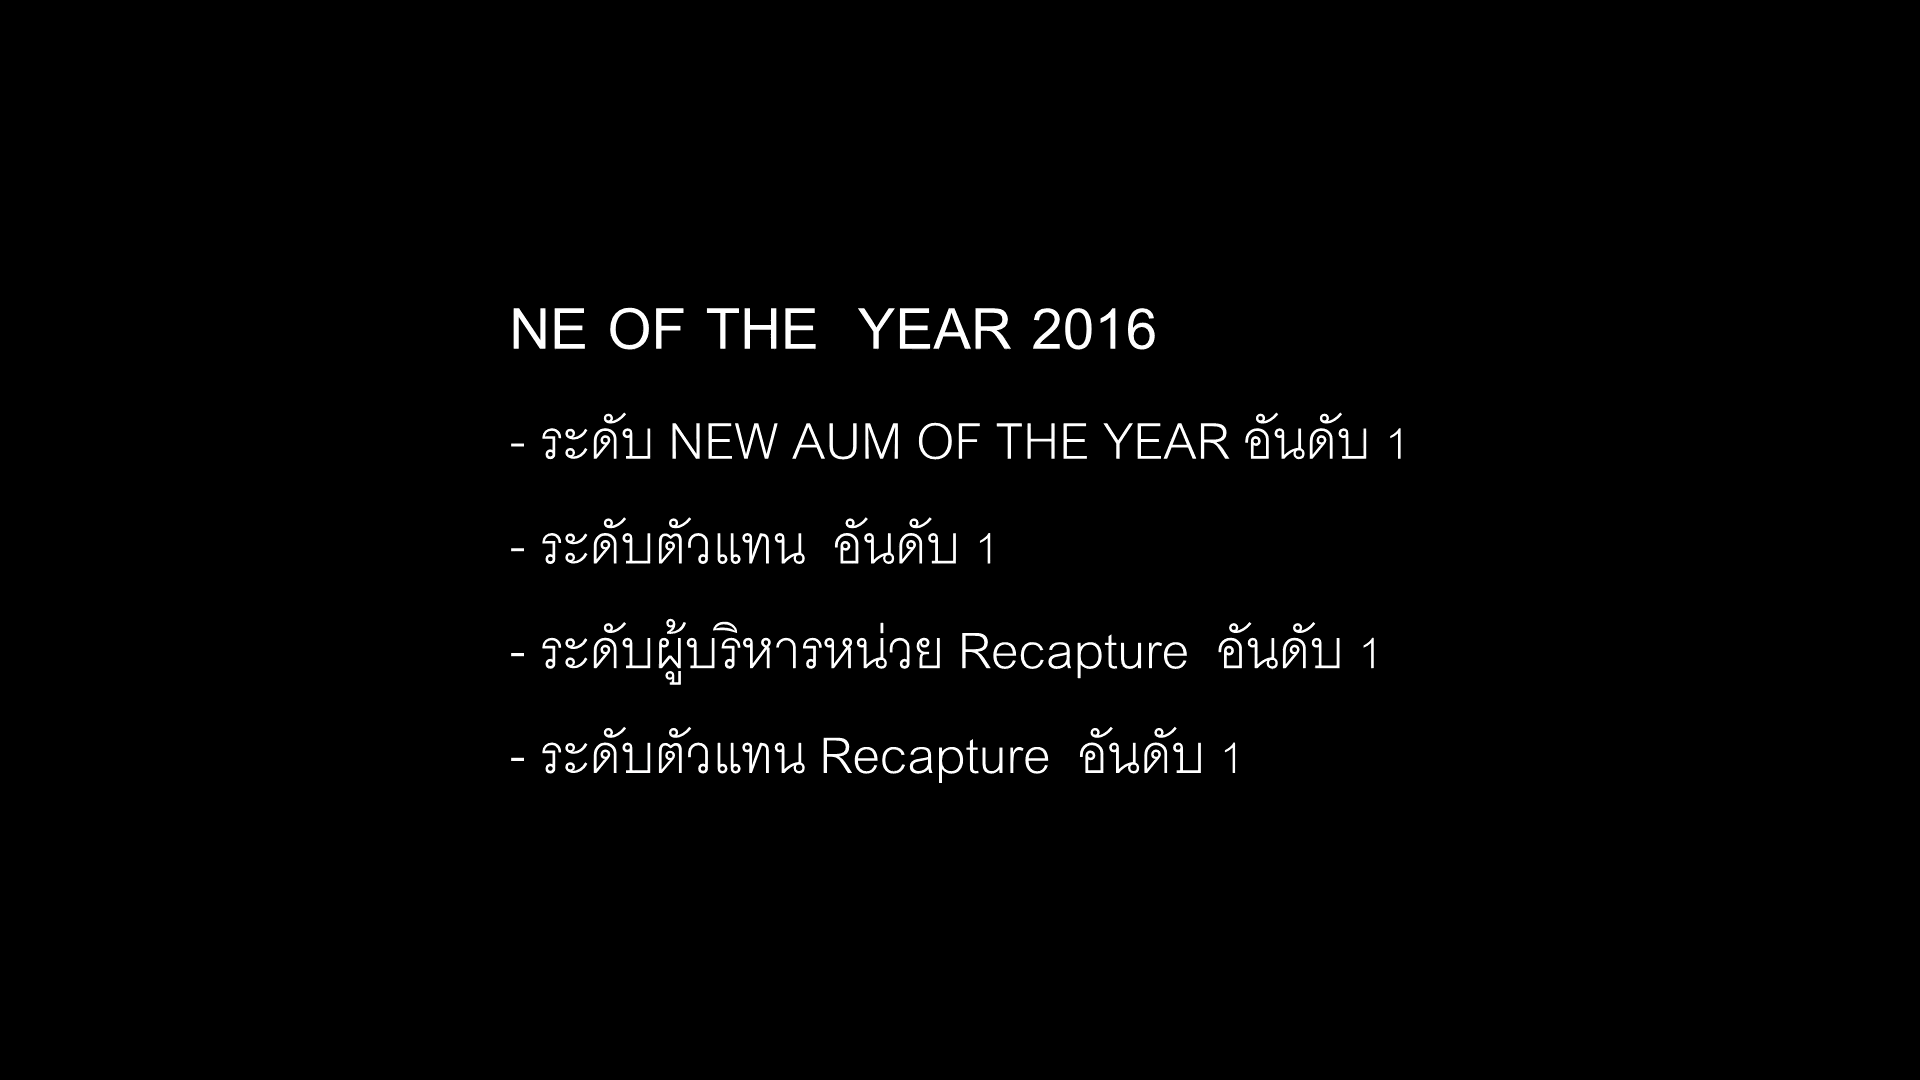 NE OF THE  YEAR 2016
- ระดับ NEW AUM OF THE YEAR อันดับ 1
- ระดับตัวแทน  อันดับ 1
- ระดับผู้บริหารหน่วย Recapture  อันดับ 1
- ระดับตัวแทน Recapture  อันดับ 1